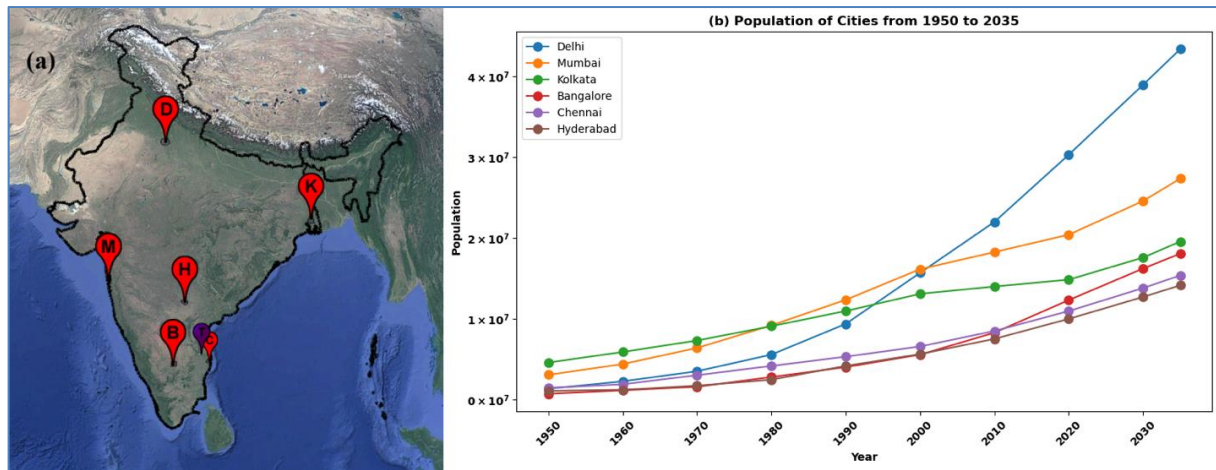 (a)
D
K
M
H
B
T
C
(b) Population of Cities from 1950 to 2035
Delhi
Mumbai
Kolkata
Bangalore
Chennai
Hyderabad
4 × 10⁷
3 × 10⁷
2 × 10⁷
1 × 10⁷
0 × 10⁷
Population
1950 1960 1970 1980 1990 2000 2010 2020 2030
Year